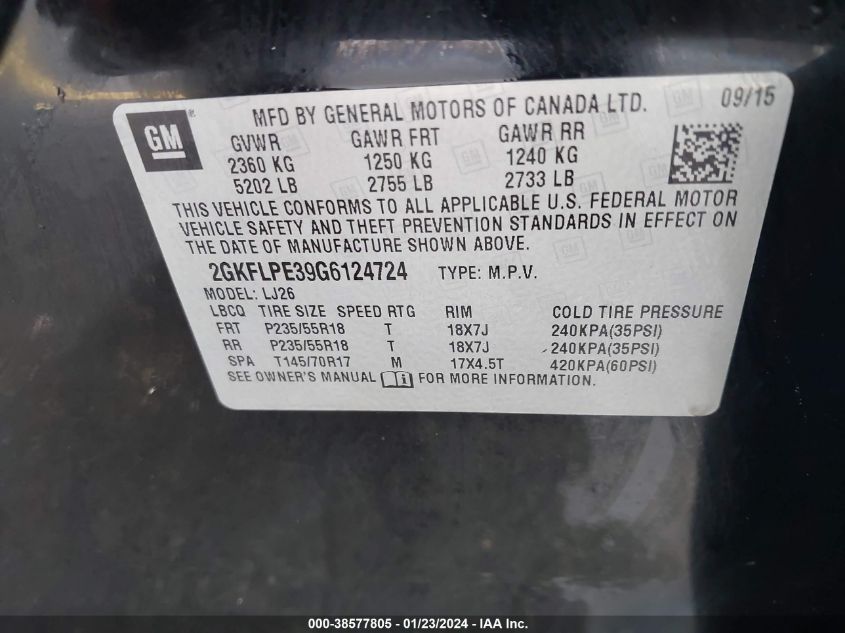 GM
MFD BY GENERAL MOTORS OF CANADA LTD. 09/15
GVWR GAWR FRT GAWR RR
2360 KG 1250 KG 1240 KG
5202 LB 2755 LB 2733 LB
THIS VEHICLE CONFORMS TO ALL APPLICABLE U.S. FEDERAL MOTOR
VEHICLE SAFETY AND THEFT PREVENTION STANDARDS IN EFFECT ON
THE DATE OF MANUFACTURE SHOWN ABOVE.
2GKFLPE39G6124724 TYPE: M.P.V.
MODEL: LJ26
LBCQ TIRE SIZE SPEED RTG RIM COLD TIRE PRESSURE
FRT P235/55R18 T 18X7J 240KPA(35PSI)
RR P235/55R18 T 18X7J 240KPA(35PSI)
SPA T145/70R17 M 17X4.5T 420KPA(60PSI)
SEE OWNER'S MANUAL FOR MORE INFORMATION.
000-38577805 - 01/23/2024 - IAA Inc.